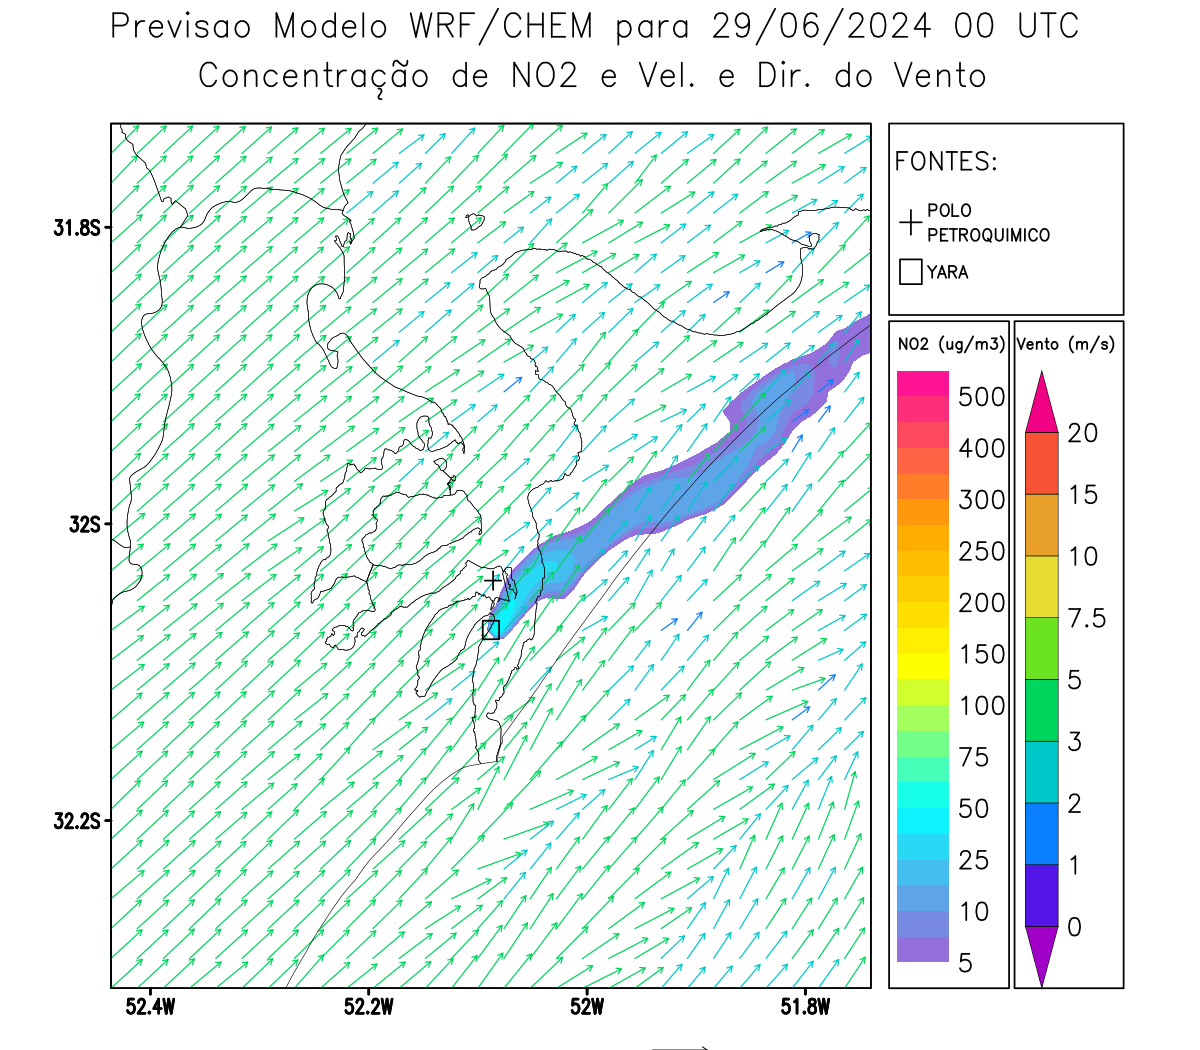 Previsao Modelo WRF/CHEM para 29/06/2024 00 UTC
Concentração de NO2 e Vel. e Dir. do Vento
FONTES:
POLO
PETROQUIMICO
YARA
31.8S
32S
32.2S
52.4W
52.2W
52W
51.8W
NO2 (ug/m3)
500
400
300
250
200
150
100
75
50
25
10
5
Vento (m/s)
20
15
10
7.5
5
3
2
1
0